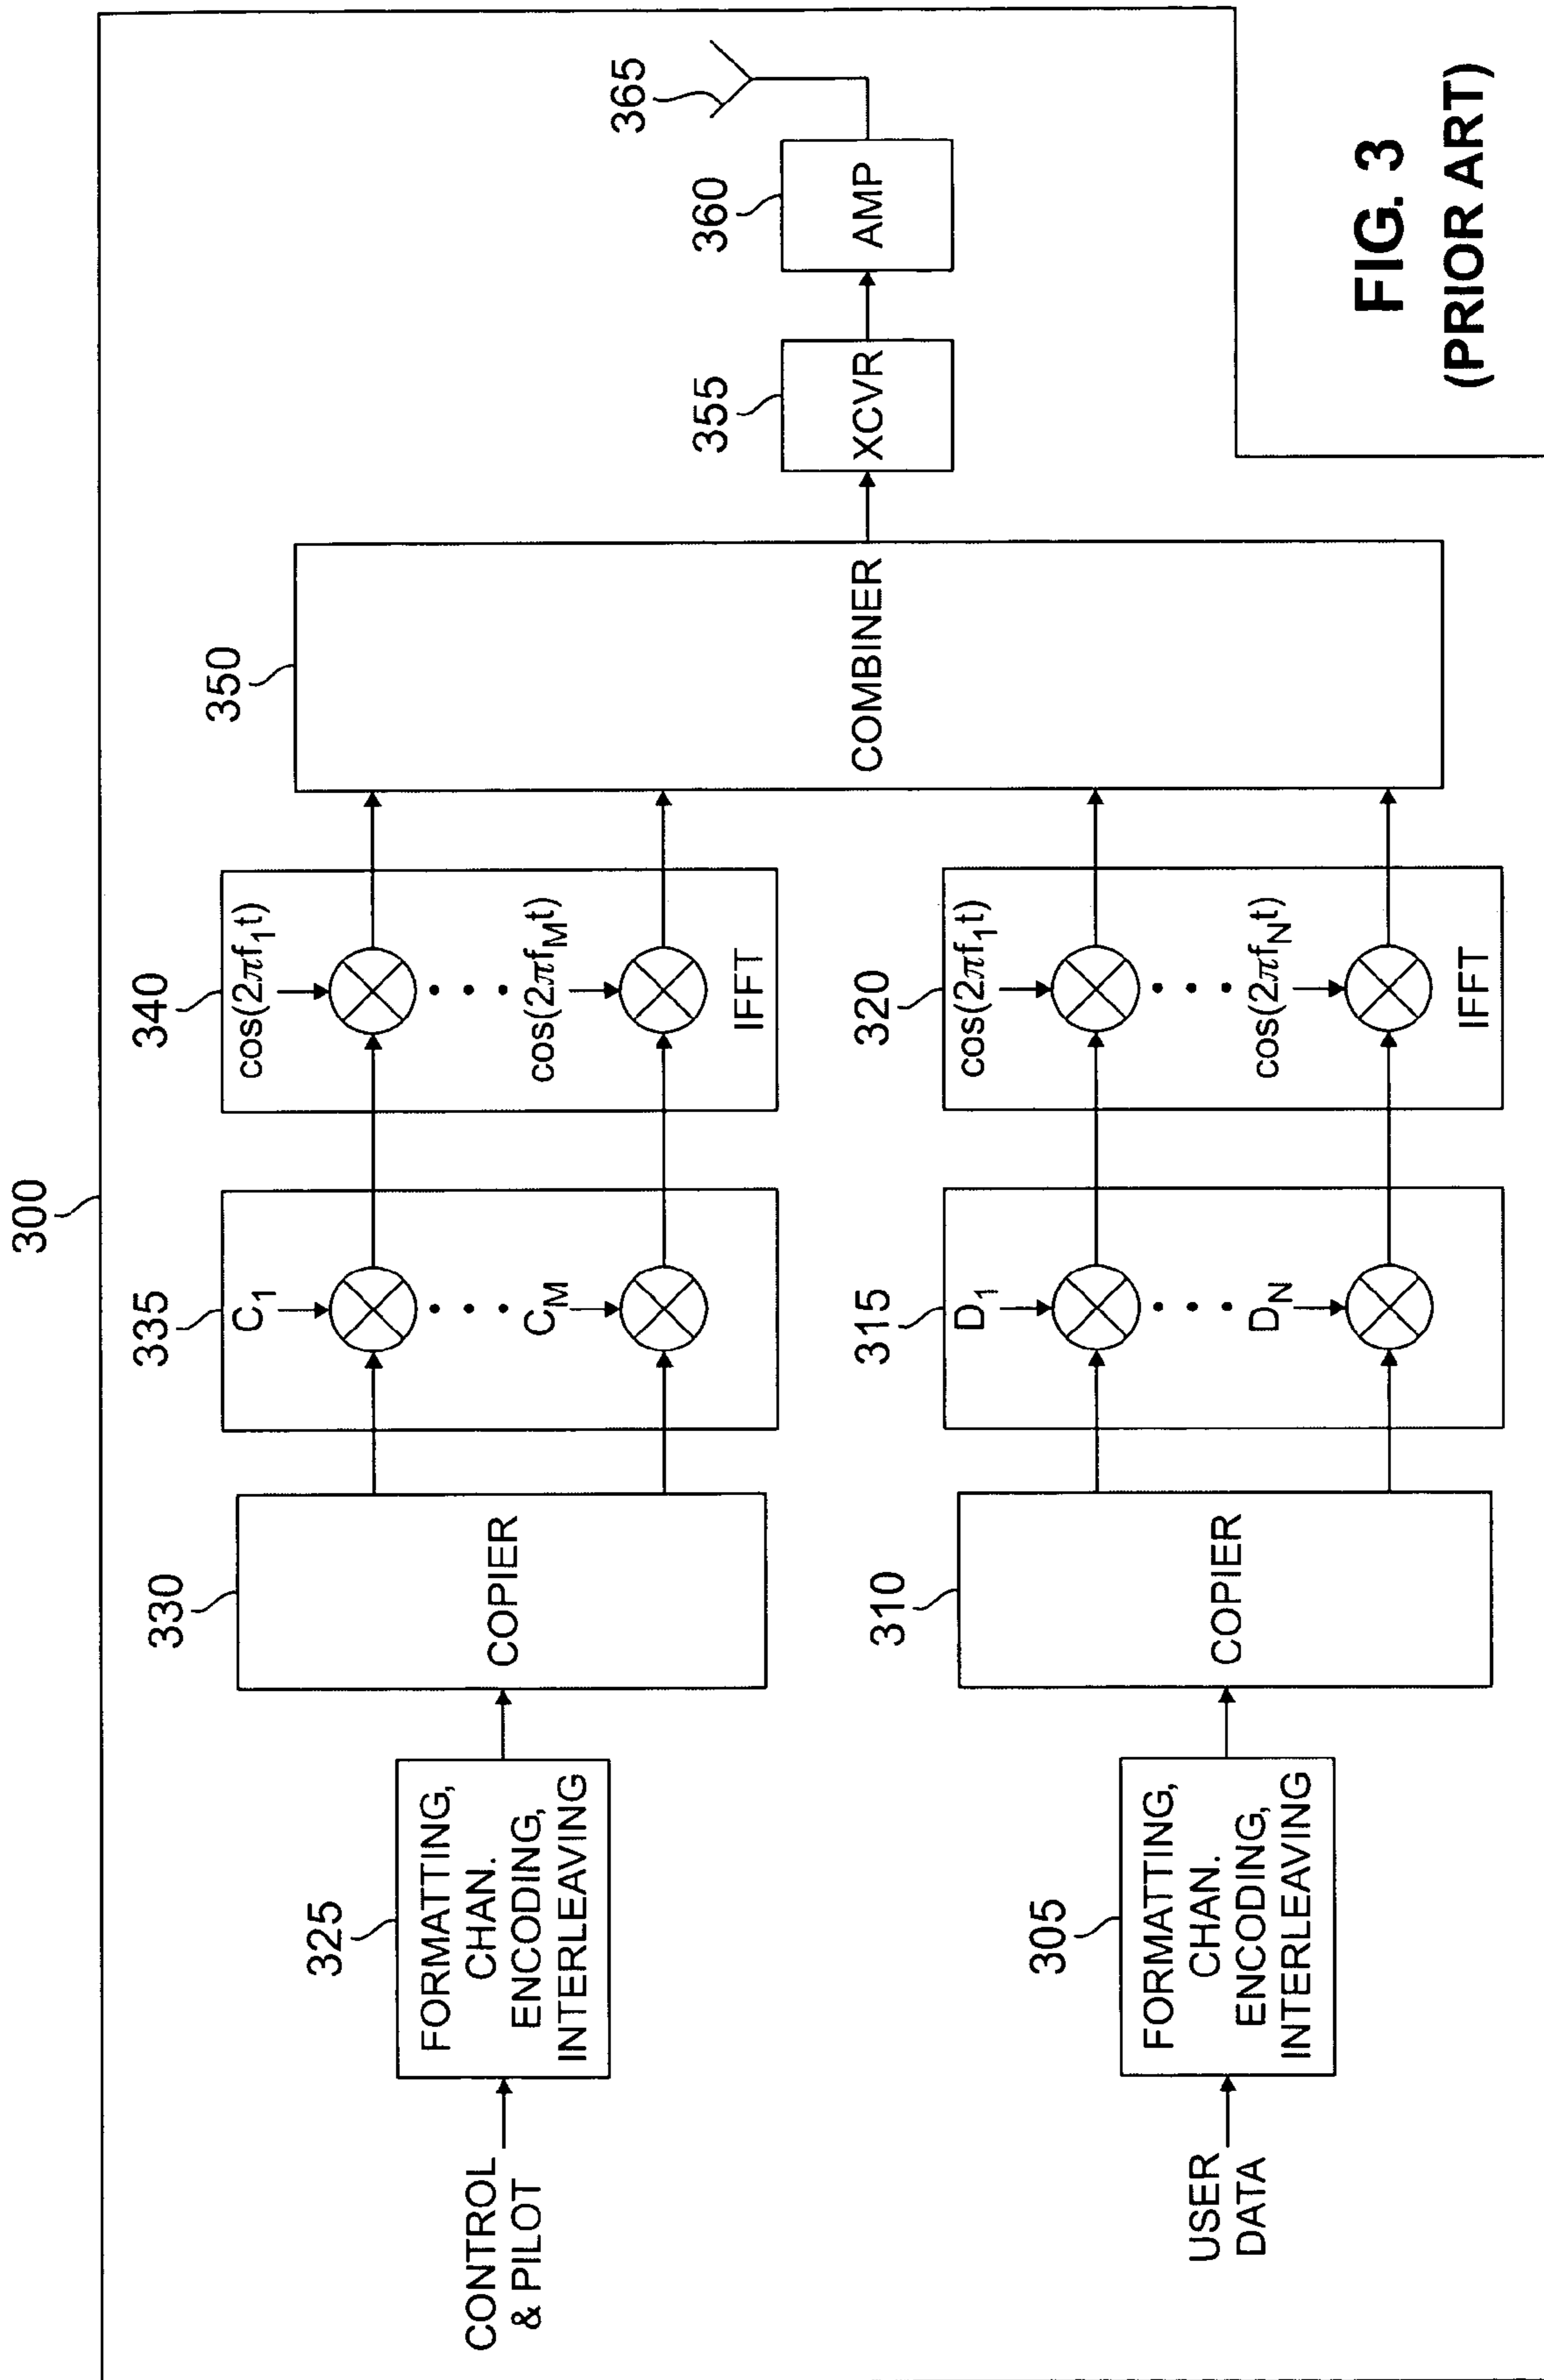 300
325
FORMATTING,
CHAN.
ENCODING,
INTERLEAVING
CONTROL
& PILOT
330
COPIER
335
C1
CM
340
cos(2πf1t)
cos(2πfMt)
IFFT
350
COMBINER
355
XCVR
360
AMP
365
305
FORMATTING,
CHAN.
ENCODING,
INTERLEAVING
USER
DATA
310
COPIER
315
D1
DN
320
cos(2πf1t)
cos(2πfNt)
IFFT
FIG. 3
(PRIOR ART)